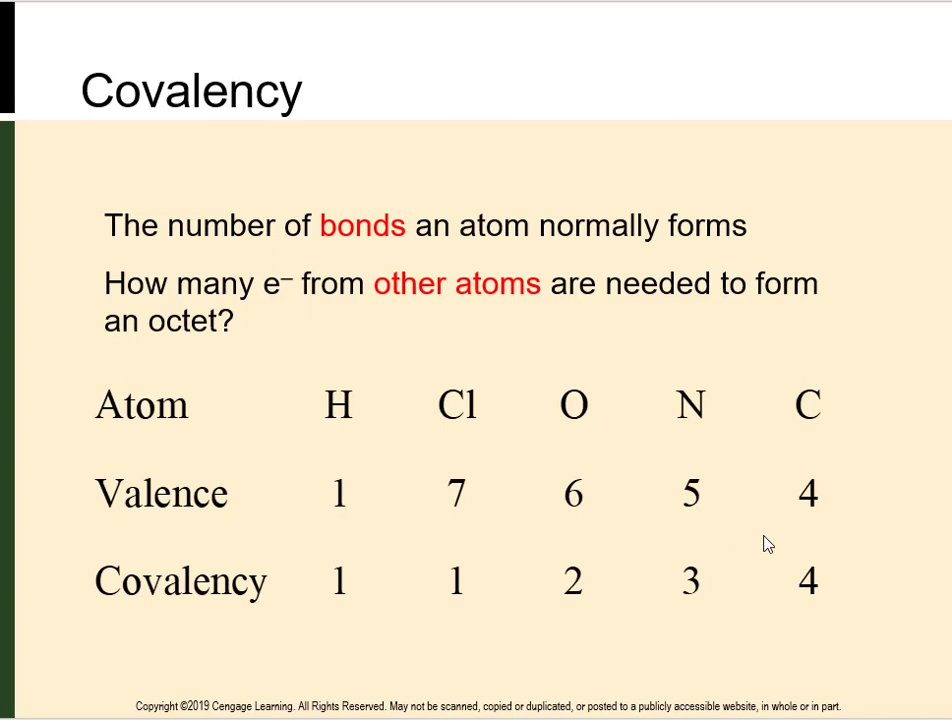 Covalency
The number of bonds an atom normally forms
How many e⁻ from other atoms are needed to form
an octet?
Atom H Cl O N C
Valence 1 7 6 5 4
Covalency 1 1 2 3 4
Copyright ©2019 Cengage Learning. All Rights Reserved. May not be scanned, copied or duplicated, or posted to a publicly accessible website, in whole or in part.